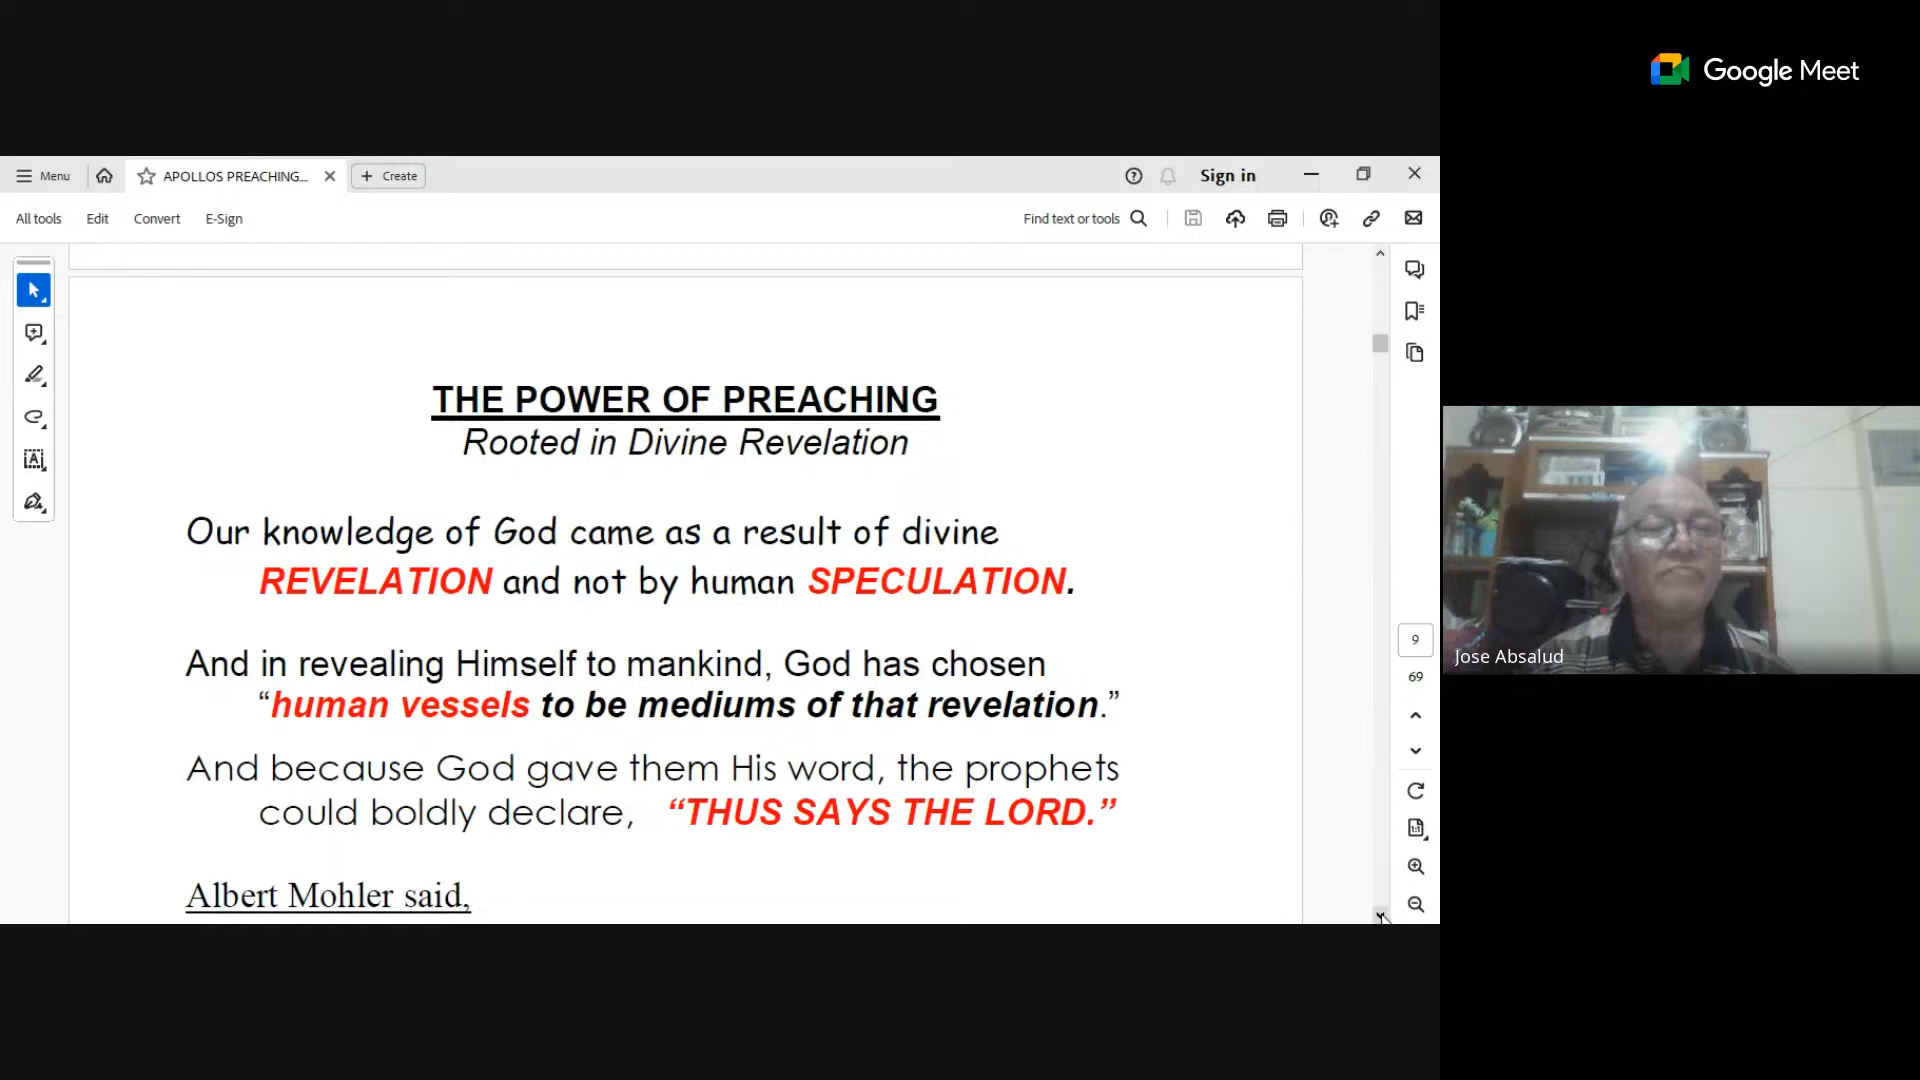 Google Meet
Menu
APOLLOS PREACHING...
Create
Sign in
All tools
Edit
Convert
E-Sign
Find text or tools
THE POWER OF PREACHING
Rooted in Divine Revelation
Our knowledge of God came as a result of divine
REVELATION and not by human SPECULATION.
And in revealing Himself to mankind, God has chosen
“human vessels to be mediums of that revelation.”
And because God gave them His word, the prophets
could boldly declare, “THUS SAYS THE LORD.”
Albert Mohler said,
9
69
Jose Absalud